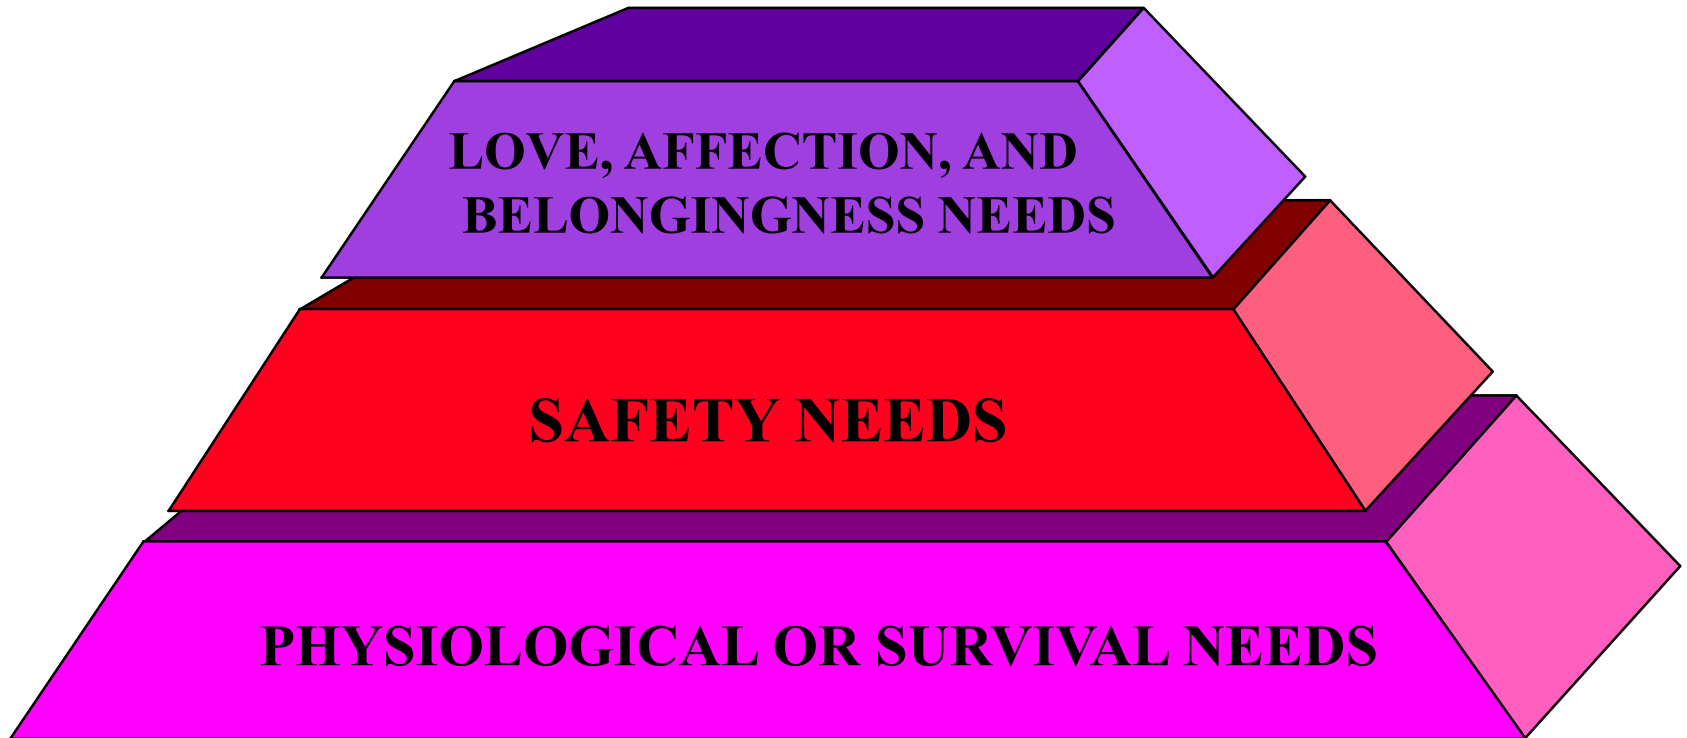 LOVE, AFFECTION, AND
BELONGINGNESS NEEDS
SAFETY NEEDS
PHYSIOLOGICAL OR SURVIVAL NEEDS